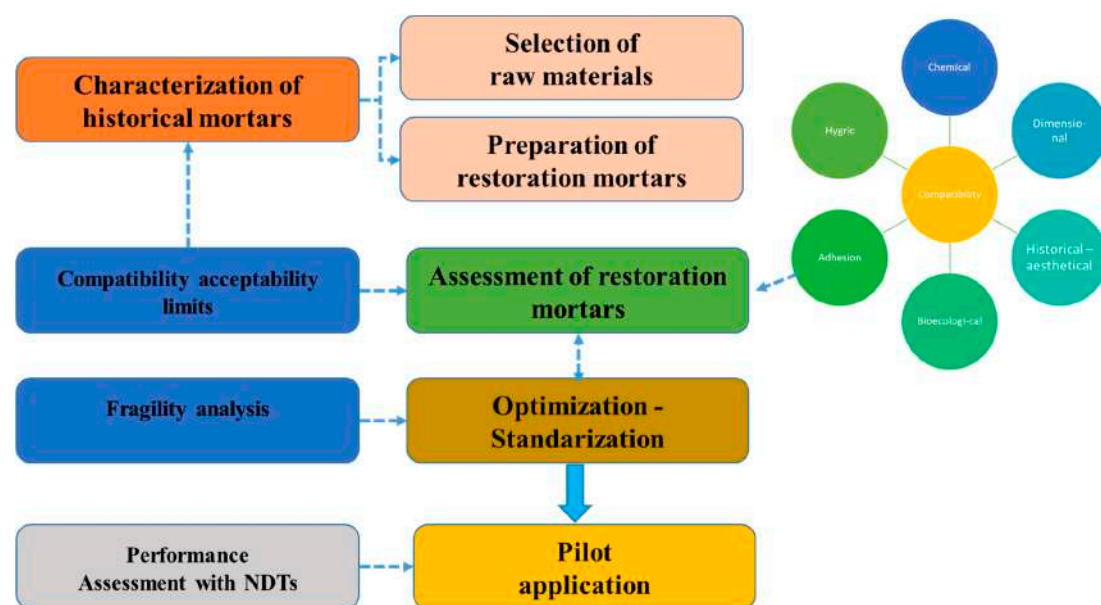 Selection of
raw materials
Characterization of
historical mortars
Preparation of
restoration mortars
Compatibility acceptability
limits
Assessment of restoration
mortars
Fragility analysis
Optimization -
Standarization
Performance
Assessment with NDTs
Pilot
application
Chemical
Dimensio-
nal
Historical –
aesthetical
Bioecologi-cal
Adhesion
Hygric
Compatibility